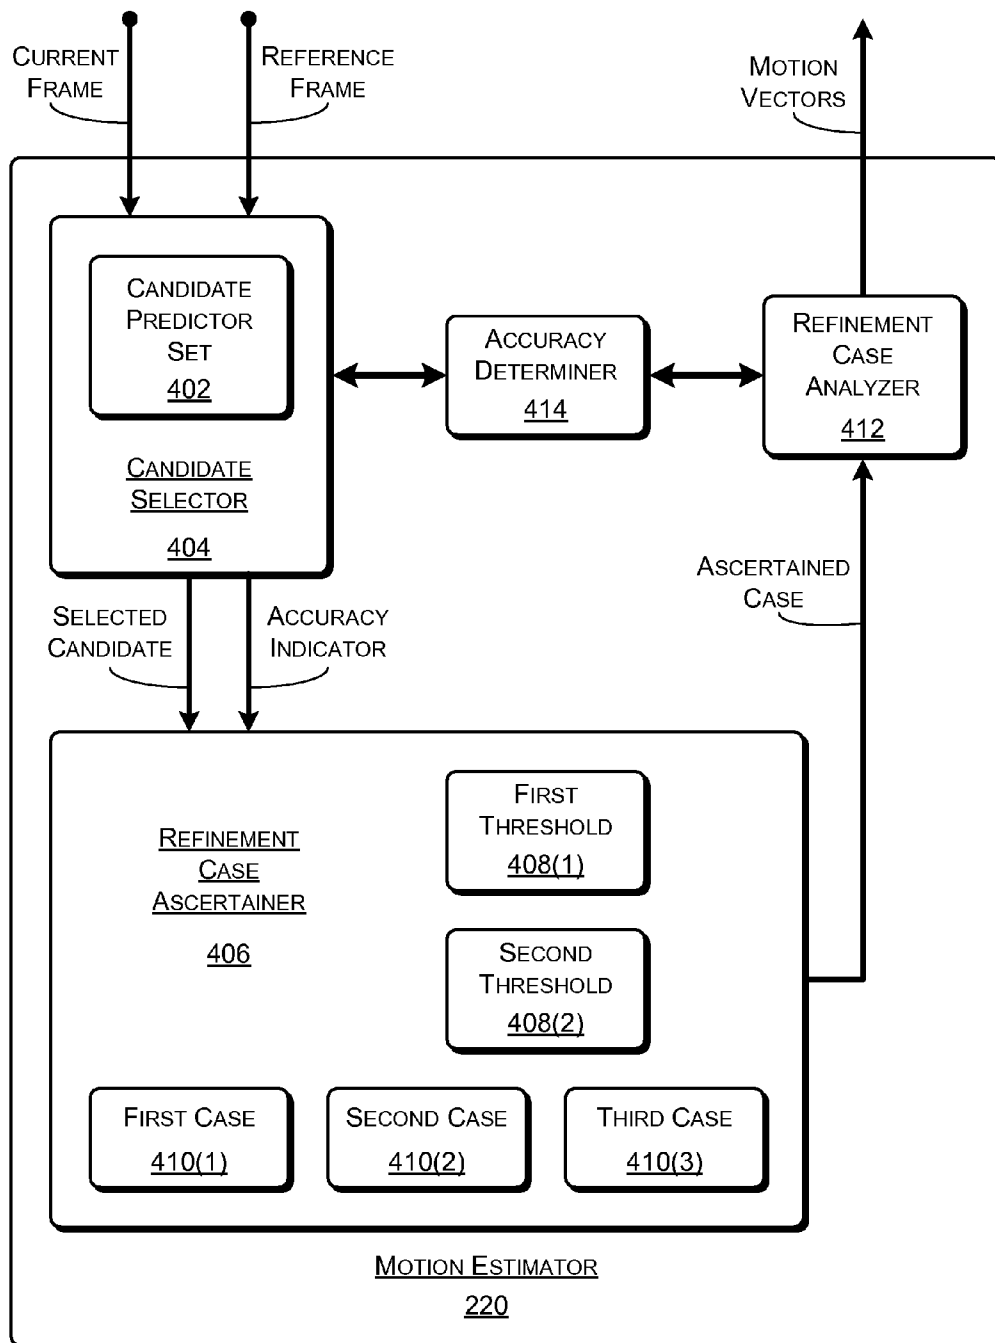 CURRENT
FRAME
REFERENCE
FRAME
MOTION
VECTORS
CANDIDATE
PREDICTOR
SET
402
CANDIDATE
SELECTOR
404
ACCURACY
DETERMINER
414
REFINEMENT
CASE
ANALYZER
412
SELECTED
CANDIDATE
ACCURACY
INDICATOR
ASCERTAINED
CASE
REFINEMENT
CASE
ASCERTAINER
406
FIRST
THRESHOLD
408(1)
SECOND
THRESHOLD
408(2)
FIRST CASE
410(1)
SECOND CASE
410(2)
THIRD CASE
410(3)
MOTION ESTIMATOR
220